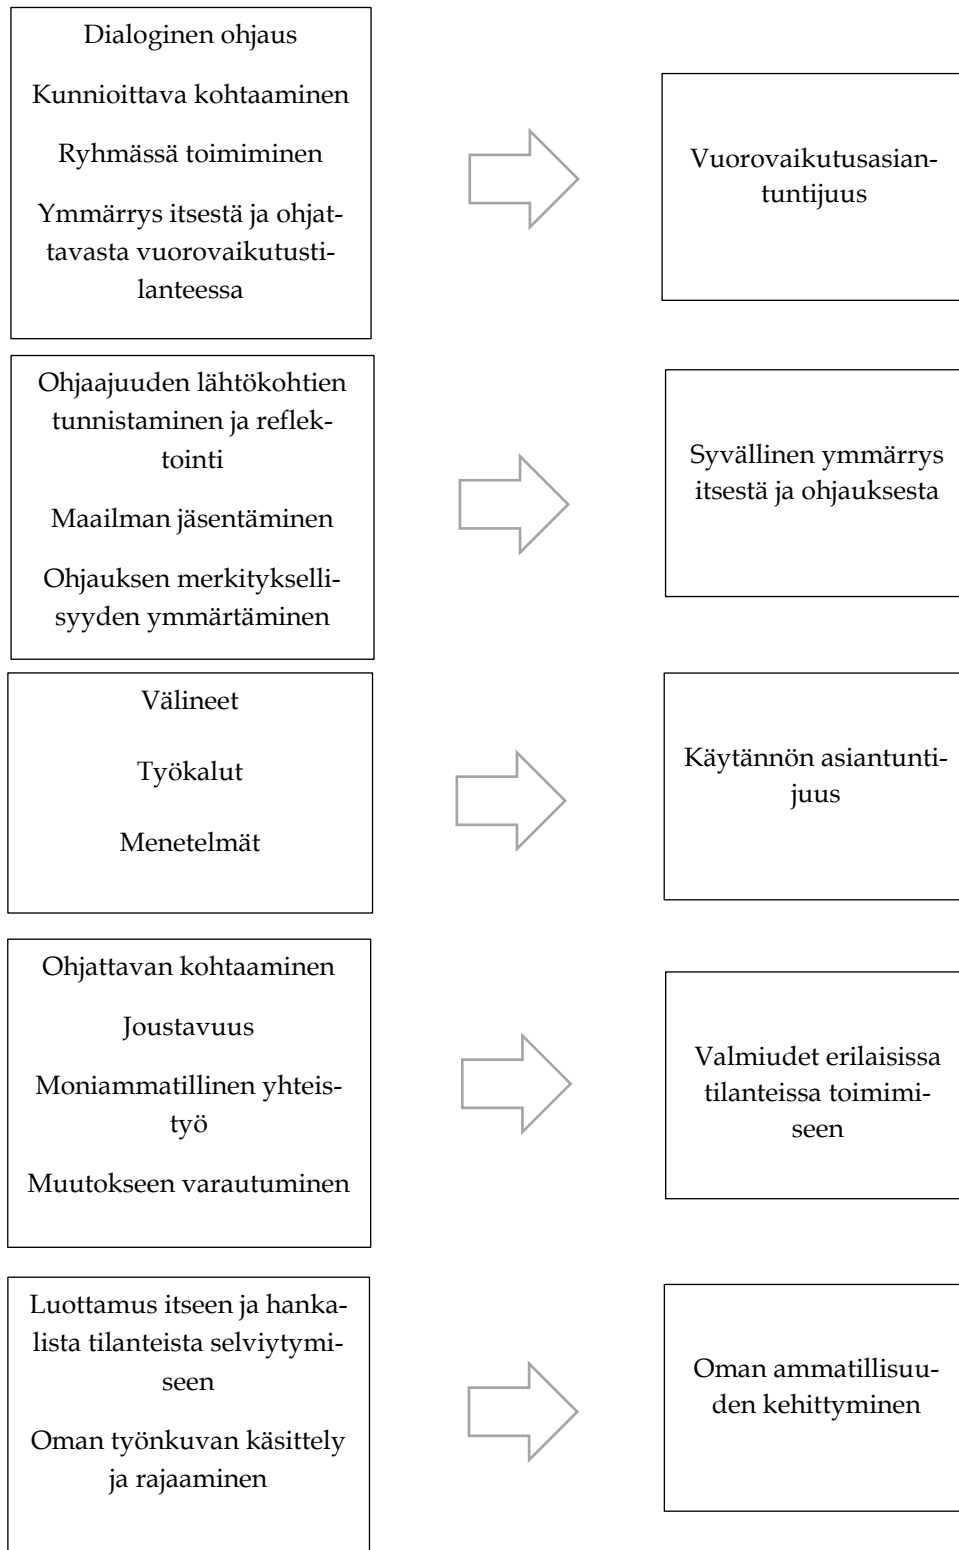 Dialoginen ohjaus
Kunnioittava kohtaaminen
Ryhmässä toimiminen
Ymmärrys itsestä ja ohjat-
tavasta vuorovaikutusti-
lanteessa
Vuorovaikutusasian-
tuntijuus
Ohjaajuuden lähtökohtien
tunnistaminen ja reflek-
tointi
Maailman jäsentäminen
Ohjauksen merkitykselli-
syyden ymmärtäminen
Syvällinen ymmärrys
itsestä ja ohjauksesta
Välineet
Työkalut
Menetelmät
Käytännön asiantunti-
juus
Ohjattavan kohtaaminen
Joustavuus
Moniammatillinen yhteis-
työ
Muutokseen varautuminen
Valmiudet erilaisissa
tilanteissa toimimi-
seen
Luottamus itseen ja hanka-
lista tilanteista selviytymi-
seen
Oman työnkuvan käsittely
ja rajaaminen
Oman ammatillisuu-
den kehittyminen